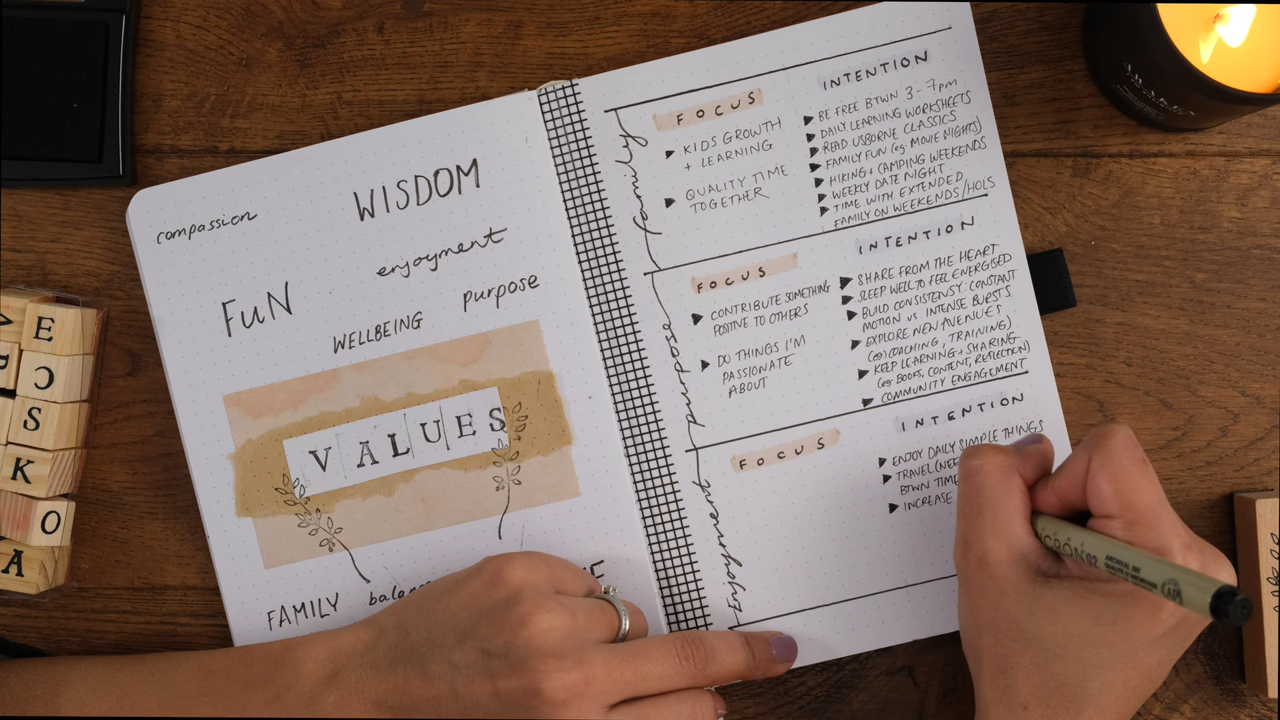 compassion
WISDOM
enjoyment
FUN
purpose
WELLBEING
VALUES
FAMILY
Family
FOCUS
KIDS GROWTH
+ LEARNING
QUALITY TIME
TOGETHER
INTENTION
BE FREE BTWN 3-7pm
DAILY LEARNING WORKSHEETS
READ USBORNE CLASSICS
FAMILY FUN (eg: MOVIE NIGHTS)
HIKING + CAMPING WEEKENDS
WEEKLY DATE NIGHT
TIME WITH EXTENDED
FAMILY ON WEEKENDS/HOLS
Purpose
FOCUS
CONTRIBUTE SOMETHING
POSITIVE TO OTHERS
DO THINGS I'M
PASSIONATE
ABOUT
INTENTION
SHARE FROM THE HEART
SLEEP WELL TO FEEL ENERGISED
BUILD CONSISTENSY: CONSTANT
MOTION vs INTENSE BURSTS
EXPLORE NEW AVENUES
(eg) COACHING, TRAINING)
KEEP LEARNING + SHARING
(eg: BOOKS, CONTENT, REFLECTION)
COMMUNITY ENGAGEMENT
Enjoyment
FOCUS
INTENTION
ENJOY DAILY SIMPLE THINGS
TRAVEL
BTWN TIME
INCREASE
E
C
S
K
O
A